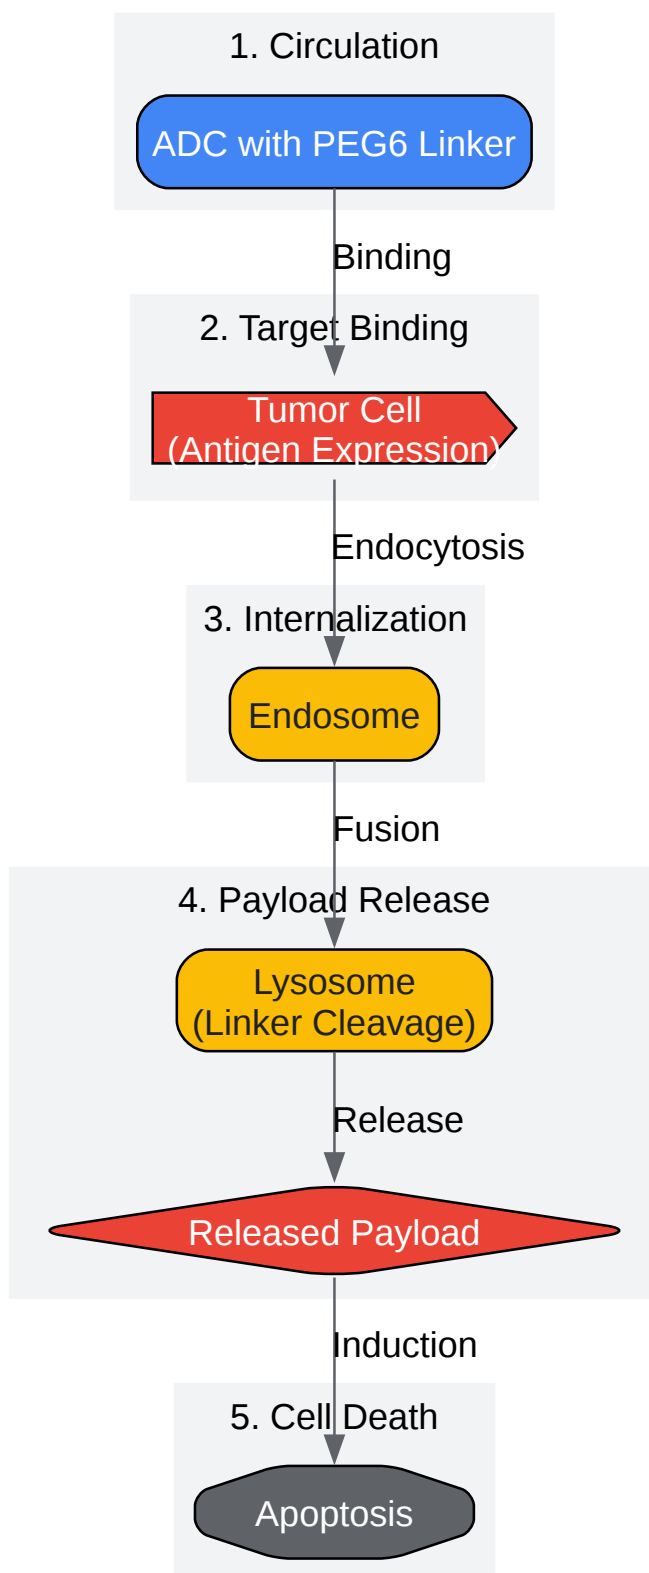 1. Circulation
ADC with PEG6 Linker
Binding
2. Target Binding
Tumor Cell
(Antigen Expression)
Endocytosis
3. Internalization
Endosome
Fusion
4. Payload Release
Lysosome
(Linker Cleavage)
Release
Released Payload
Induction
5. Cell Death
Apoptosis